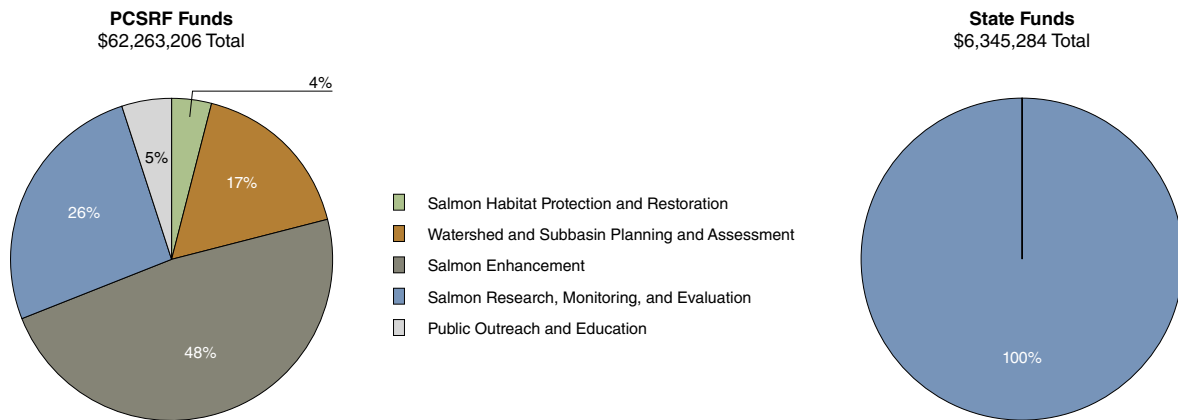 PCSRF Funds
$62,263,206 Total
4%
5%
17%
26%
48%
Salmon Habitat Protection and Restoration
Watershed and Subbasin Planning and Assessment
Salmon Enhancement
Salmon Research, Monitoring, and Evaluation
Public Outreach and Education
State Funds
$6,345,284 Total
100%